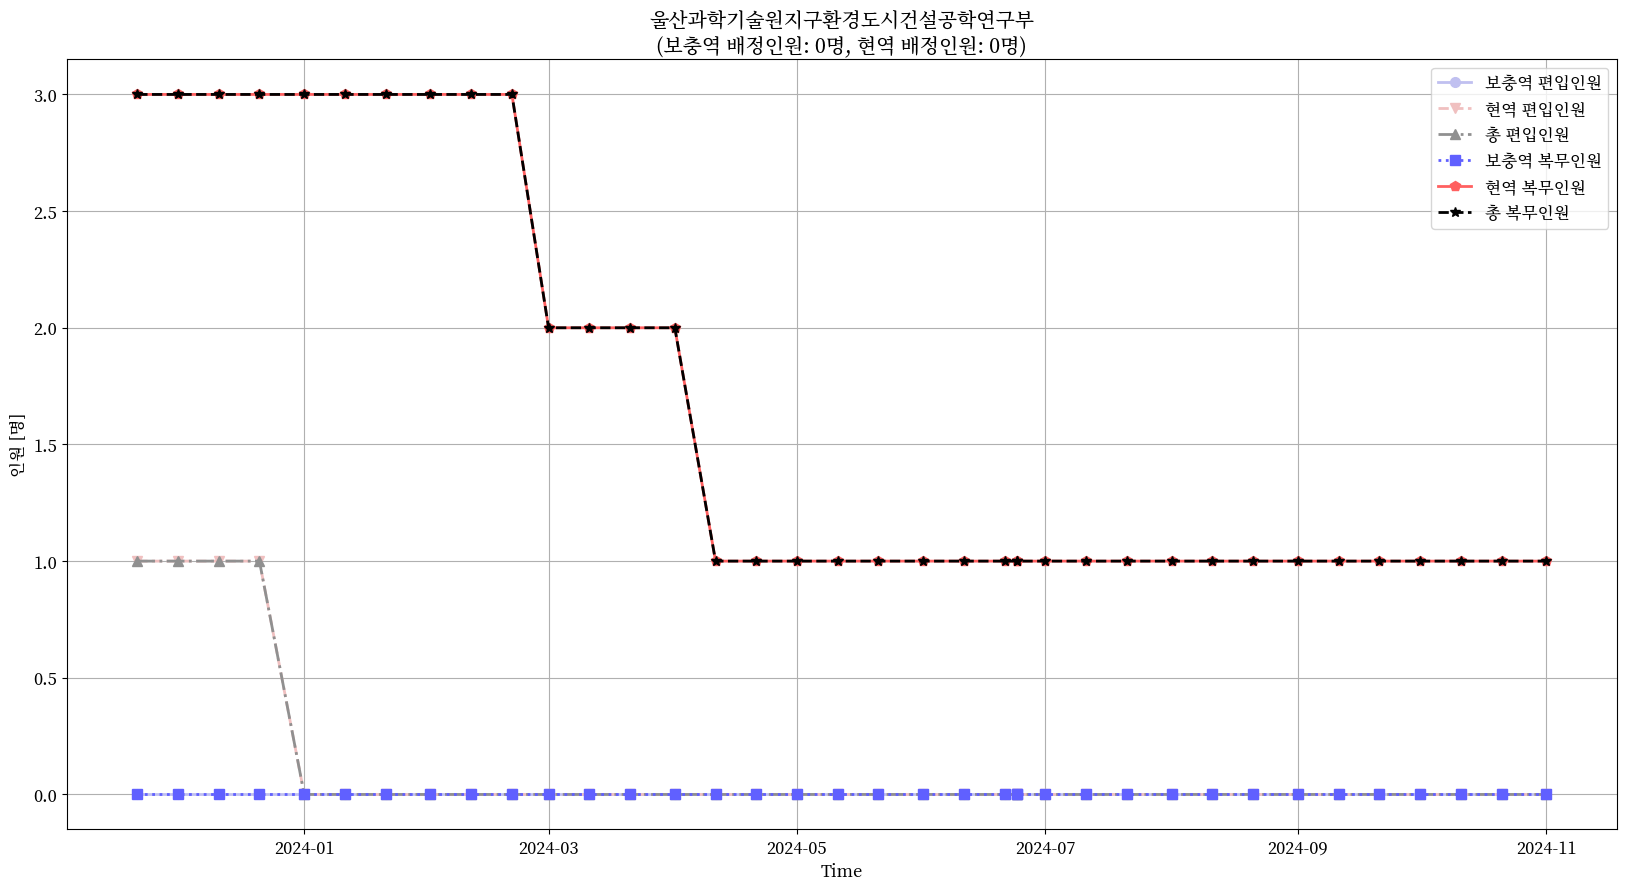 울산과학기술원지구환경도시건설공학연구부
(보충역 배정인원: 0명, 현역 배정인원: 0명)
보충역 편입인원
현역 편입인원
총 편입인원
보충역 복무인원
현역 복무인원
총 복무인원
3.0
2.5
2.0
1.5
1.0
0.5
0.0
인원 [명]
2024-01
2024-03
2024-05
2024-07
2024-09
2024-11
Time